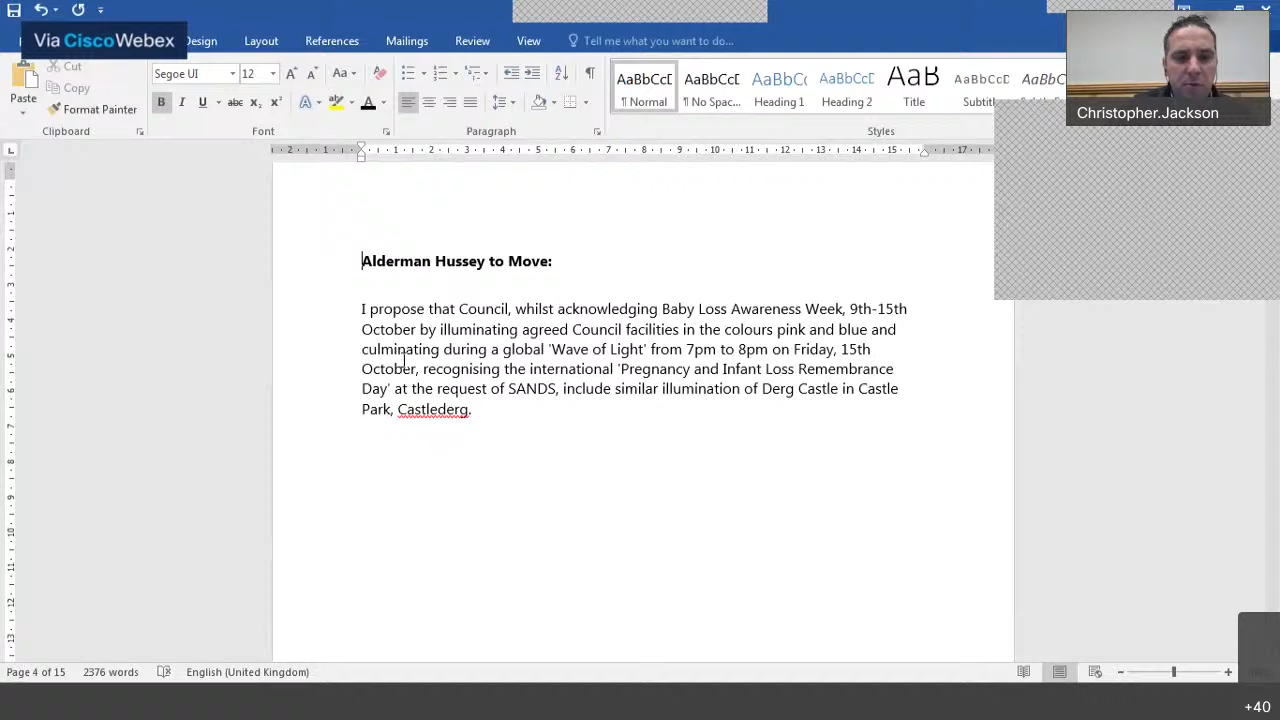 Via Cisco Webex
Design Layout References Mailings Review View Tell me what you want to do...
Christopher.Jackson
Paste
Cut
Copy
Format Painter
Clipboard
Segoe UI 12
Font
Paragraph
AaBbCcD AaBbCcD AaBbC( AaBbCcE AaB AaBbCcD
¶ Normal ¶ No Spac... Heading 1 Heading 2 Title
Styles
Alderman Hussey to Move:
I propose that Council, whilst acknowledging Baby Loss Awareness Week, 9th-15th
October by illuminating agreed Council facilities in the colours pink and blue and
culminating during a global 'Wave of Light' from 7pm to 8pm on Friday, 15th
October, recognising the international 'Pregnancy and Infant Loss Remembrance
Day' at the request of SANDS, include similar illumination of Derg Castle in Castle
Park, Castlederg.
Page 4 of 15 2376 words English (United Kingdom)
+40